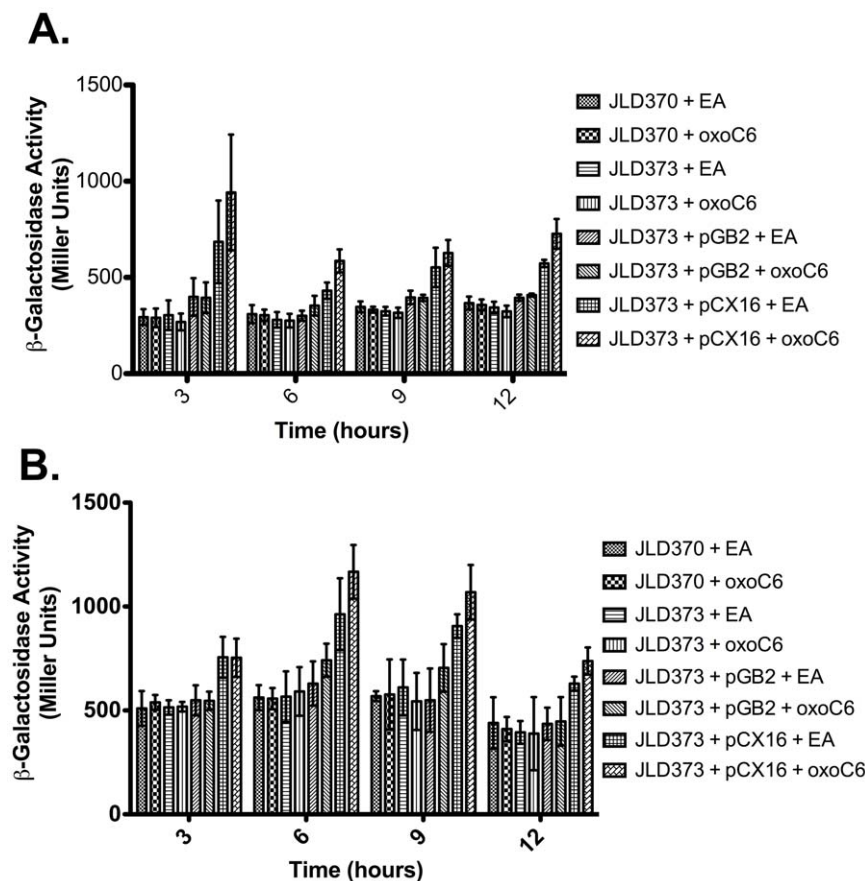 A.
β-Galactosidase Activity
(Miller Units)
1500
1000
500
0
3
6
9
12
Time (hours)
JLD370 + EA
JLD370 + oxoC6
JLD373 + EA
JLD373 + oxoC6
JLD373 + pGB2 + EA
JLD373 + pGB2 + oxoC6
JLD373 + pCX16 + EA
JLD373 + pCX16 + oxoC6
B.
β-Galactosidase Activity
(Miller Units)
1500
1000
500
0
3
6
9
12
Time (hours)
JLD370 + EA
JLD370 + oxoC6
JLD373 + EA
JLD373 + oxoC6
JLD373 + pGB2 + EA
JLD373 + pGB2 + oxoC6
JLD373 + pCX16 + EA
JLD373 + pCX16 + oxoC6